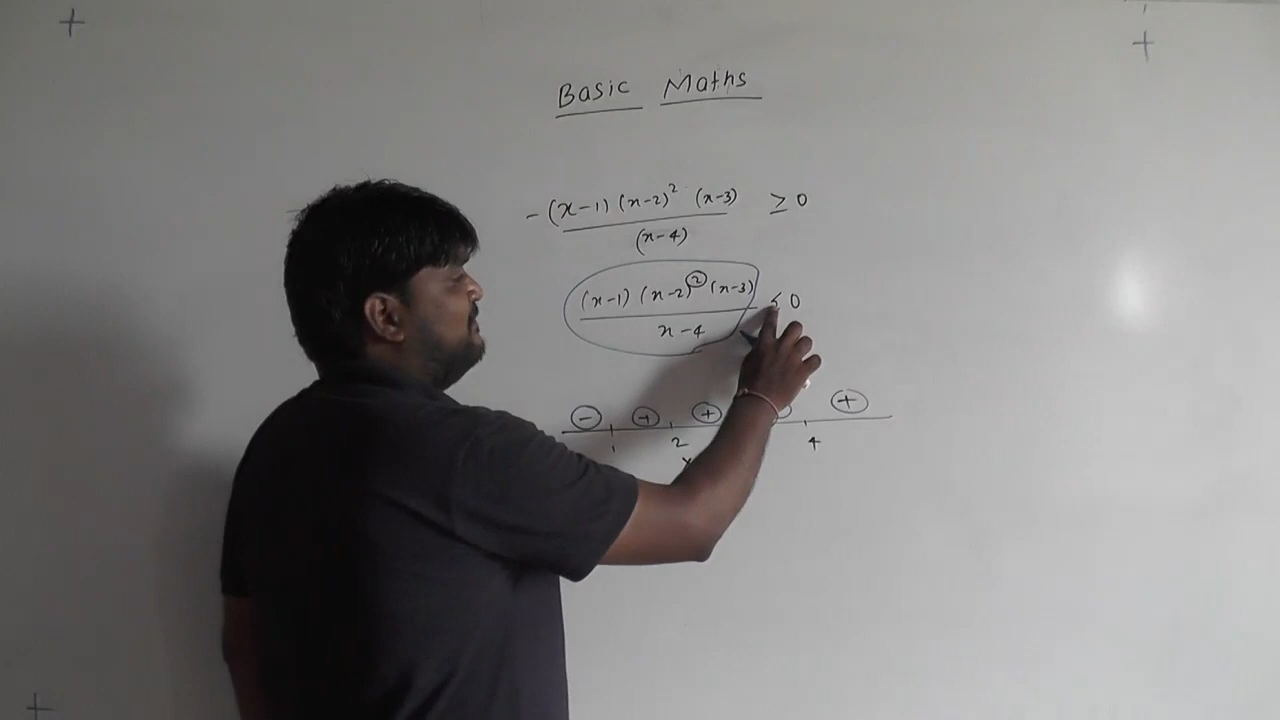 Basic Maths
-(x-1)(x-2)² (x-3) ≥ 0
(x-4)
(x-1)(x-2)² (x-3) ≤ 0
x-4
- + + +
1 2 4